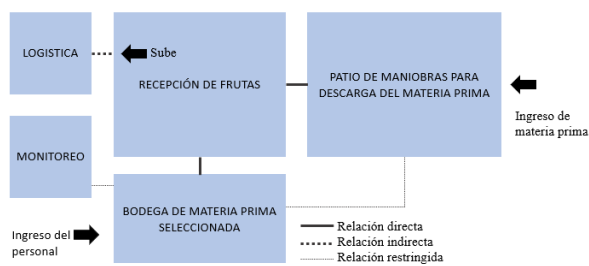 LOGISTICA
Sube
RECEPCIÓN DE FRUTAS
PATIO DE MANIOBRAS PARA
DESCARGA DEL MATERIA PRIMA
Ingreso de
materia prima
MONITOREO
BODEGA DE MATERIA PRIMA
SELECCIONADA
Ingreso del
personal
Relación directa
Relación indirecta
Relación restringida